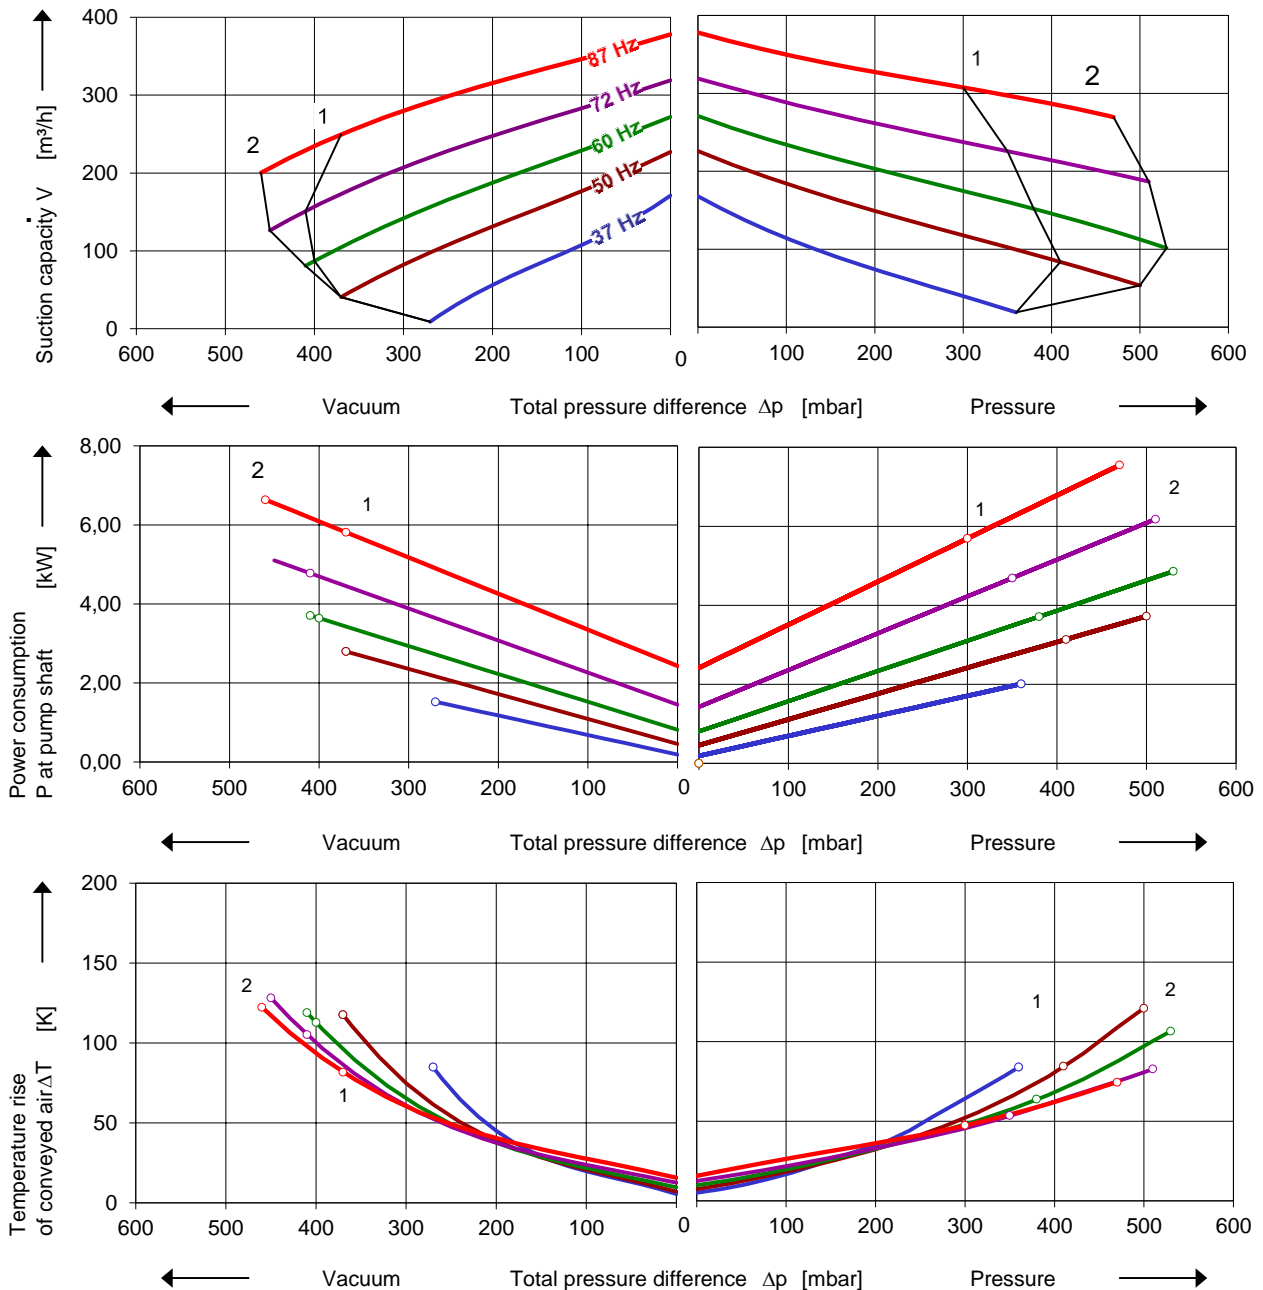 Suction capacity V̇ [m³/h]
400
300
200
100
0
87 Hz
72 Hz
60 Hz
50 Hz
37 Hz
1
2
1
2
600 500 400 300 200 100 0 100 200 300 400 500 600
Vacuum Total pressure difference Δp [mbar] Pressure
Power consumption
P at pump shaft [kW]
8,00
6,00
4,00
2,00
0,00
2
1
1
2
600 500 400 300 200 100 0 100 200 300 400 500 600
Vacuum Total pressure difference Δp [mbar] Pressure
Temperature rise
of conveyed air ΔT [K]
200
150
100
50
0
2
1
1
2
600 500 400 300 200 100 0 100 200 300 400 500 600
Vacuum Total pressure difference Δp [mbar] Pressure